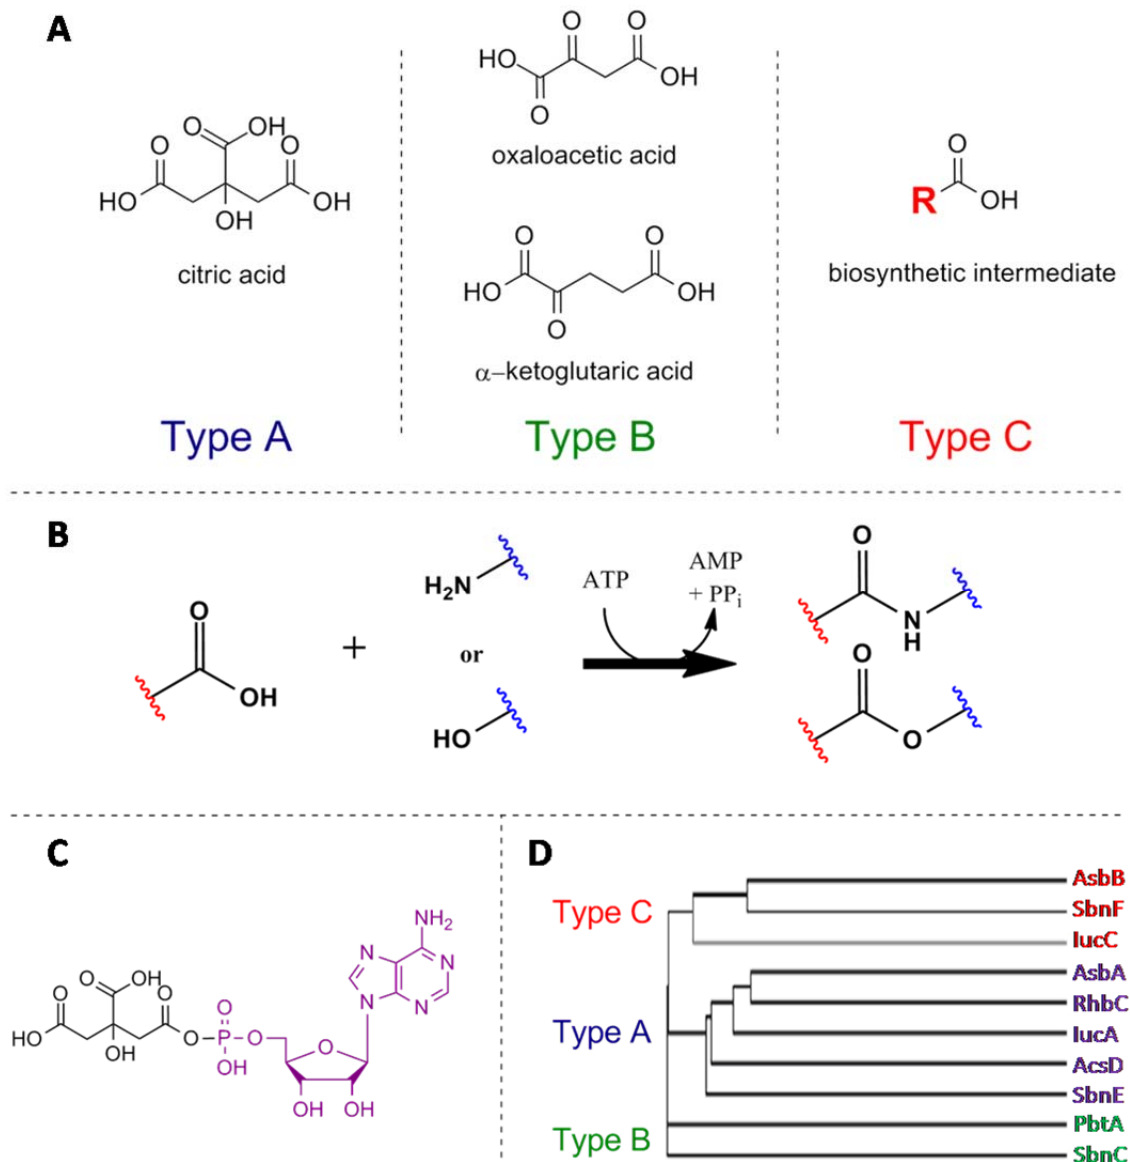 A
O
OH
O
O
HO
OH
OH
citric acid
O
O
HO
OH
O
oxaloacetic acid
O
O
HO
OH
O
α–ketoglutaric acid
O
R
OH
biosynthetic intermediate
Type A
Type B
Type C
B
O
OH
+
H₂N
or
HO
ATP
AMP
+ PPᵢ
O
N
H
O
O
C
O
OH
O
O
HO
OH
O
O
P
O
OH
NH₂
N
N
N
N
O
OH
OH
D
Type C
Type A
Type B
AsbB
SbnF
IucC
AsbA
RhbC
IucA
AcsD
SbnE
PbtA
SbnC